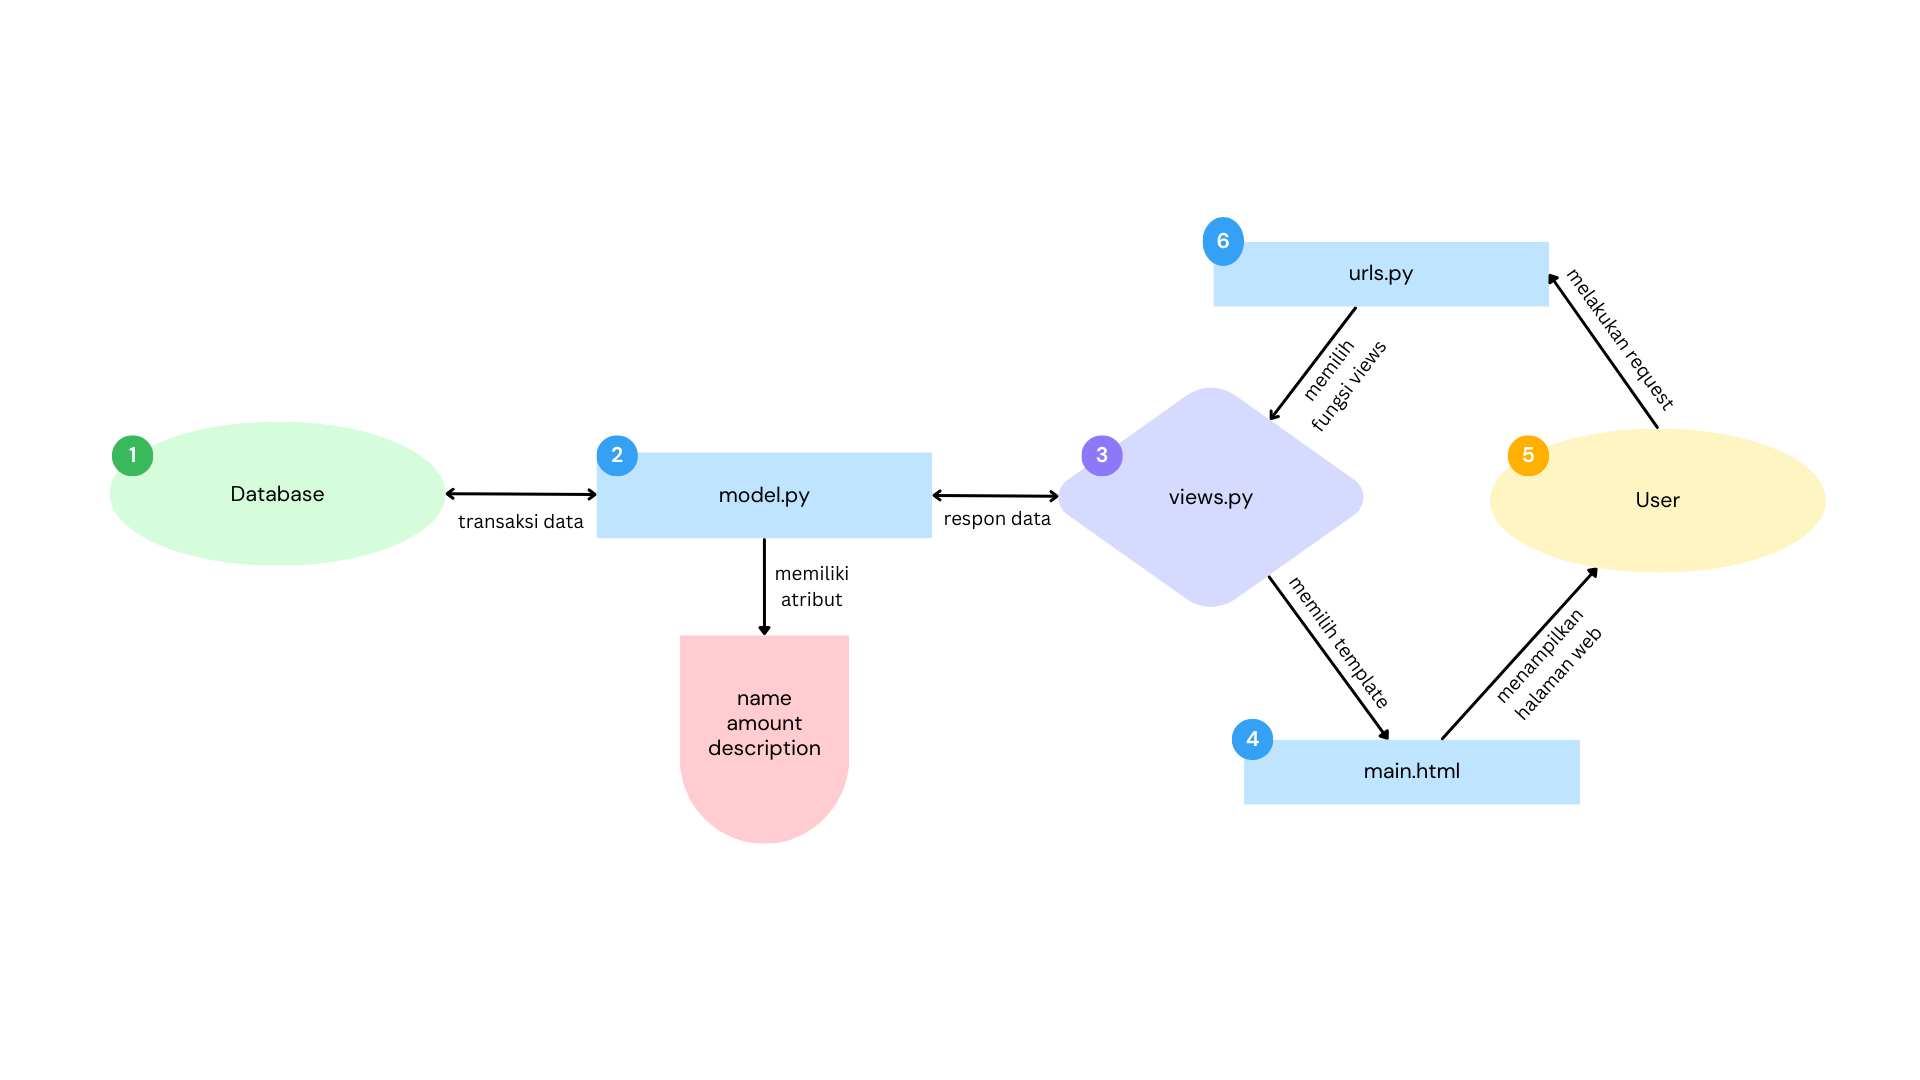 1
Database
transaksi data
2
model.py
memiliki
atribut
name
amount
description
respon data
3
views.py
memilih template
4
main.html
menampilkan
halaman web
5
User
melakukan request
6
urls.py
memilih
fungsi views